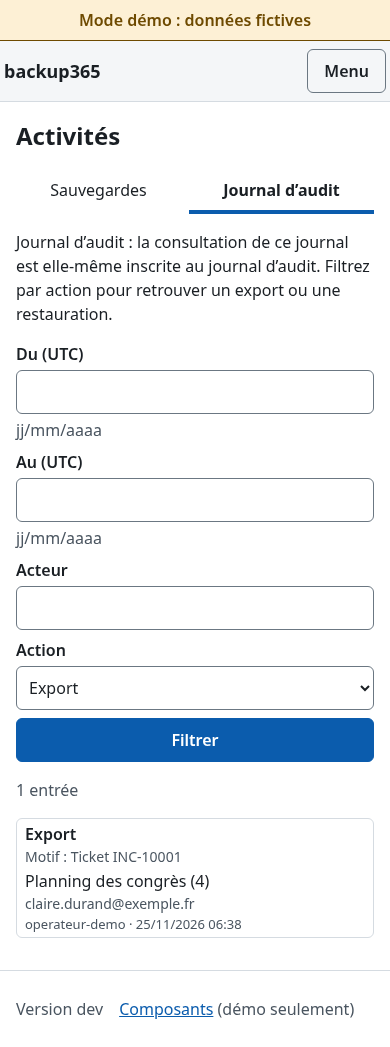 Mode démo : données fictives
backup365
Menu
Activités
Sauvegardes
Journal d’audit
Journal d’audit : la consultation de ce journal
est elle-même inscrite au journal d’audit. Filtrez
par action pour retrouver un export ou une
restauration.
Du (UTC)
jj/mm/aaaa
Au (UTC)
jj/mm/aaaa
Acteur
Action
Export
Filtrer
1 entrée
Export
Motif : Ticket INC-10001
Planning des congrès (4)
claire.durand@exemple.fr
operateur-demo · 25/11/2026 06:38
Version dev Composants (démo seulement)